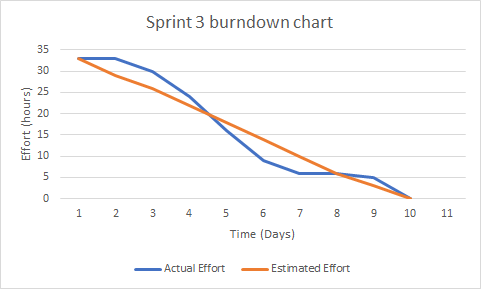 Sprint 3 burndown chart
Effort (hours)
35
30
25
20
15
10
5
0
1 2 3 4 5 6 7 8 9 10 11
Time (Days)
Actual Effort Estimated Effort